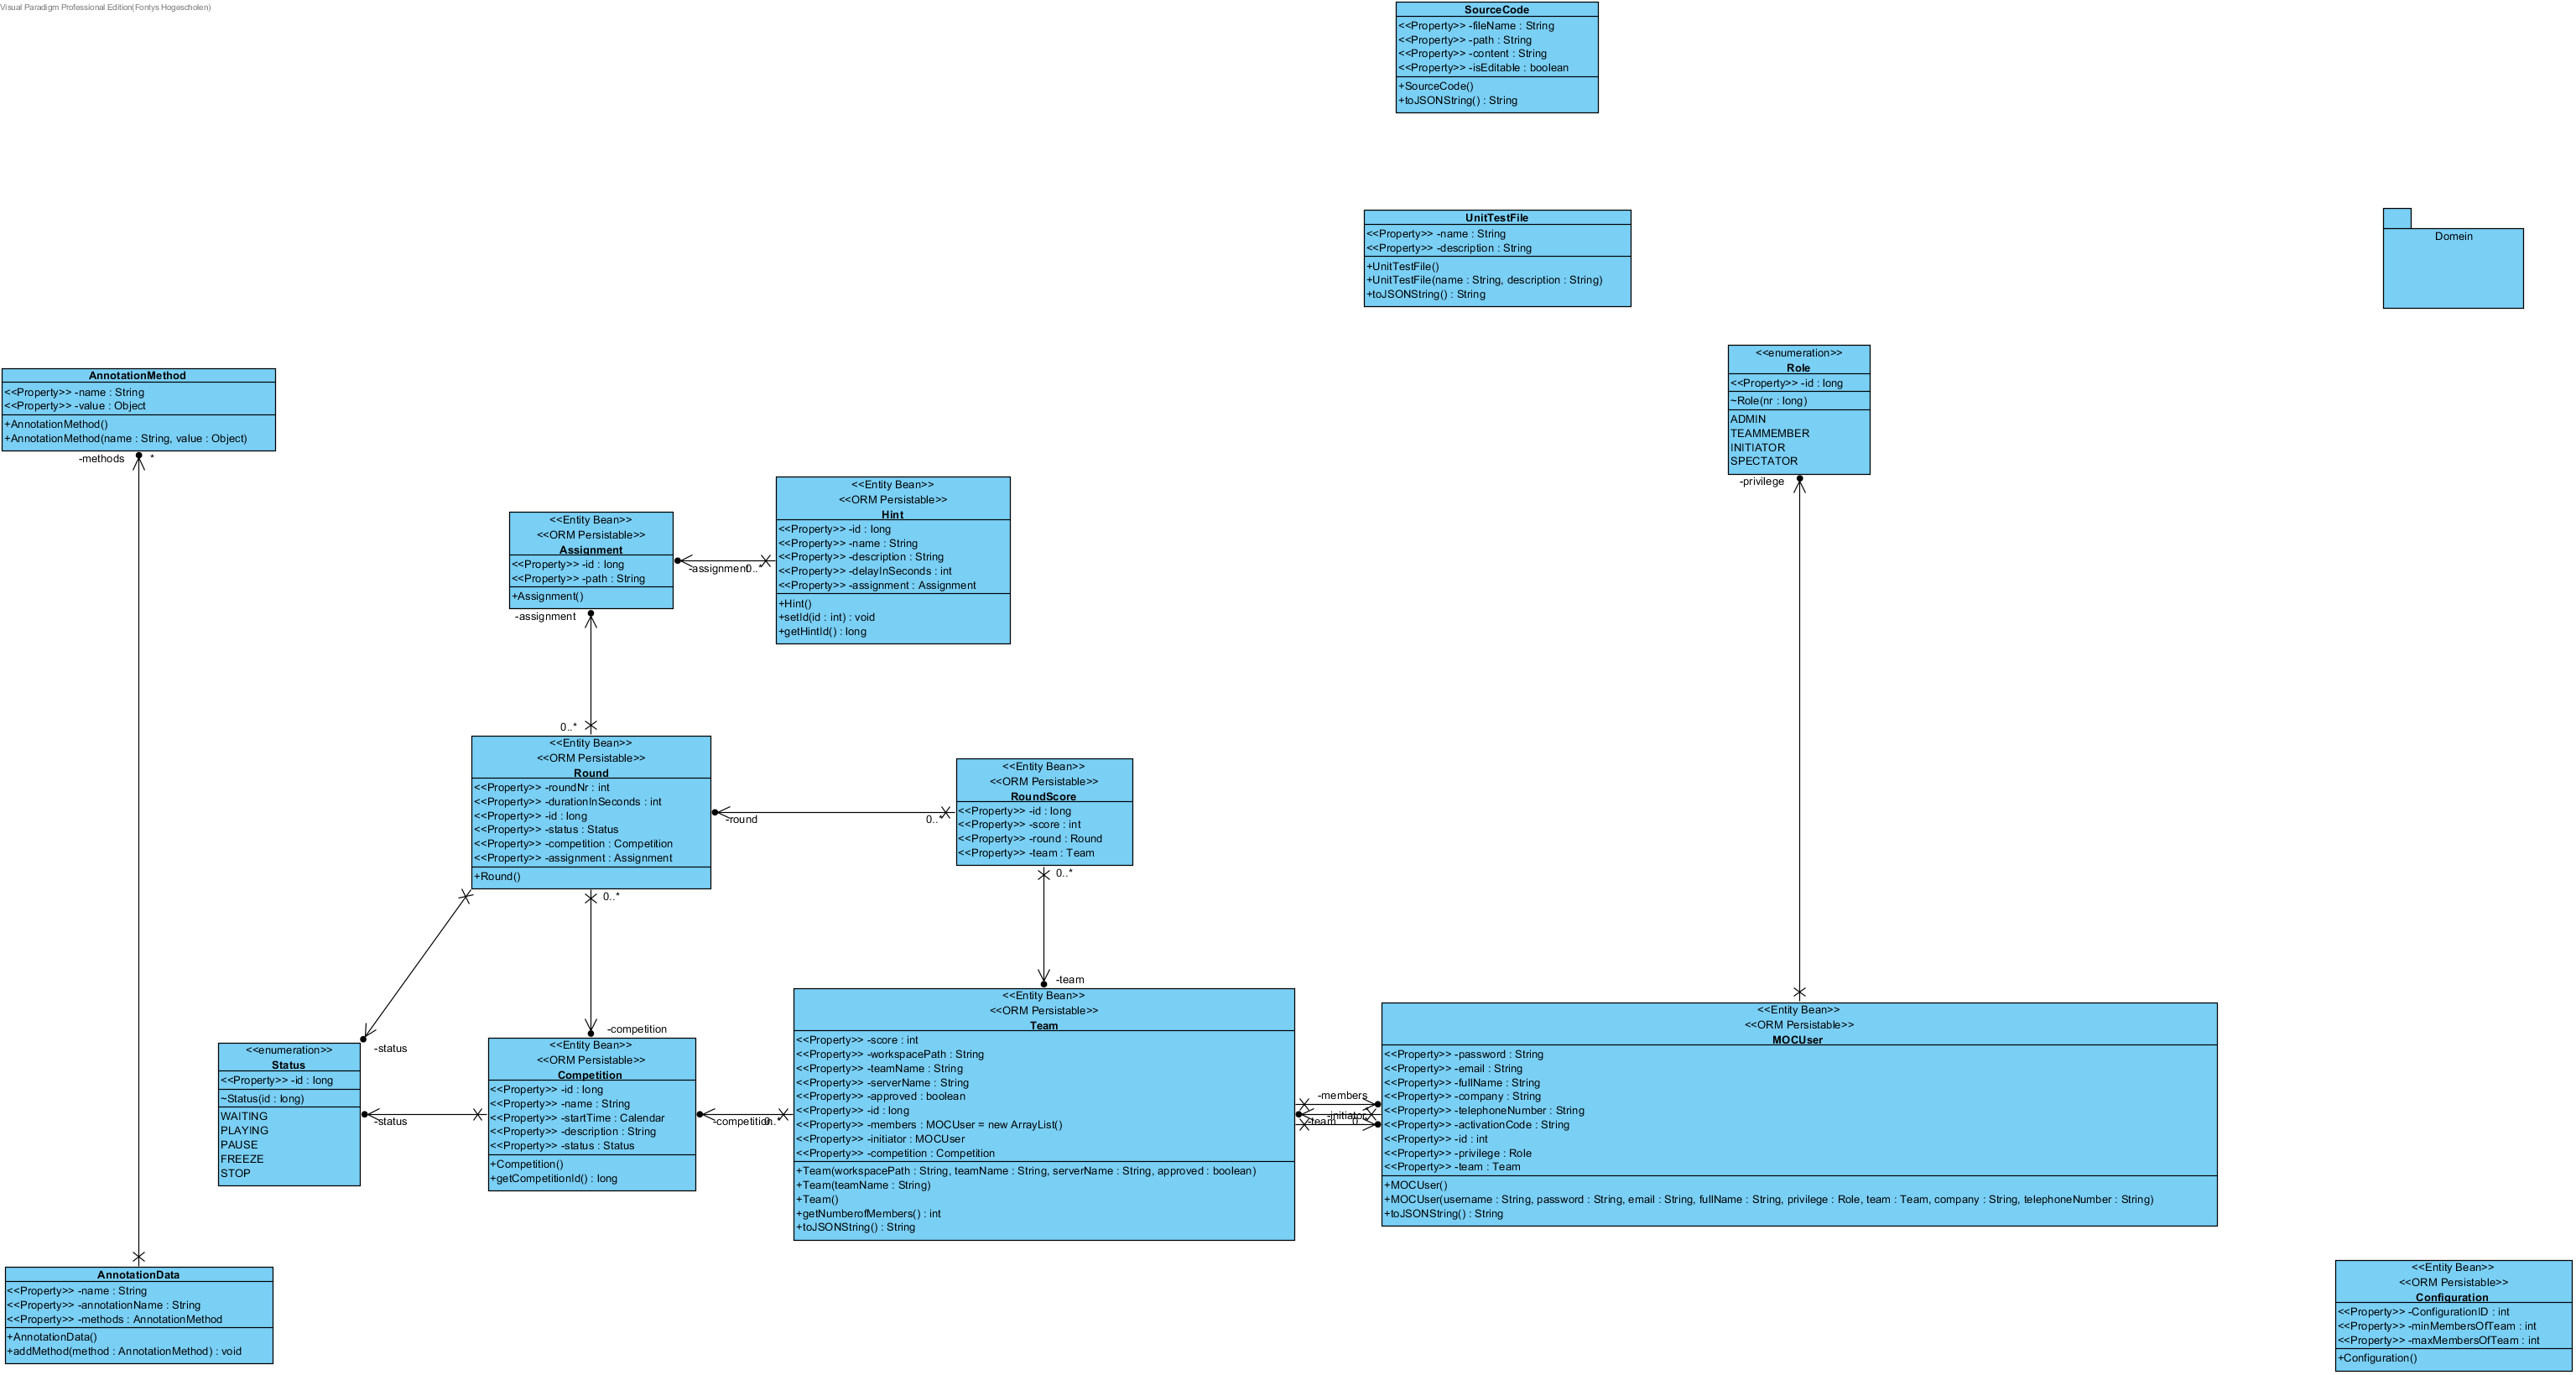 Visual Paradigm Professional Edition(Fontys Hogescholen)
SourceCode
<<Property>> -fileName : String
<<Property>> -path : String
<<Property>> -content : String
<<Property>> -isEditable : boolean
+SourceCode()
+toJSONString() : String
UnitTestFile
<<Property>> -name : String
<<Property>> -description : String
+UnitTestFile()
+UnitTestFile(name : String, description : String)
+toJSONString() : String
Domein
AnnotationMethod
<<Property>> -name : String
<<Property>> -value : Object
+AnnotationMethod()
+AnnotationMethod(name : String, value : Object)
-methods
*
<<enumeration>>
Role
<<Property>> -id : long
~Role(nr : long)
ADMIN
TEAMMEMBER
INITIATOR
SPECTATOR
-privilege
<<Entity Bean>>
<<ORM Persistable>>
Assignment
<<Property>> -id : long
<<Property>> -path : String
+Assignment()
-assignment
-assignment
0..*
<<Entity Bean>>
<<ORM Persistable>>
Hint
<<Property>> -id : long
<<Property>> -name : String
<<Property>> -description : String
<<Property>> -delayInSeconds : int
<<Property>> -assignment : Assignment
+Hint()
+setId(id : int) : void
+getHintId() : long
0..*
<<Entity Bean>>
<<ORM Persistable>>
Round
<<Property>> -roundNr : int
<<Property>> -durationInSeconds : int
<<Property>> -id : long
<<Property>> -status : Status
<<Property>> -competition : Competition
<<Property>> -assignment : Assignment
+Round()
0..*
-round
0..*
<<Entity Bean>>
<<ORM Persistable>>
RoundScore
<<Property>> -id : long
<<Property>> -score : int
<<Property>> -round : Round
<<Property>> -team : Team
0..*
-team
-status
-competition
<<enumeration>>
Status
<<Property>> -id : long
~Status(id : long)
WAITING
PLAYING
PAUSE
FREEZE
STOP
-status
<<Entity Bean>>
<<ORM Persistable>>
Competition
<<Property>> -id : long
<<Property>> -name : String
<<Property>> -startTime : Calendar
<<Property>> -description : String
<<Property>> -status : Status
+Competition()
+getCompetitionId() : long
-competition
0..*
<<Entity Bean>>
<<ORM Persistable>>
Team
<<Property>> -score : int
<<Property>> -workspacePath : String
<<Property>> -teamName : String
<<Property>> -serverName : String
<<Property>> -approved : boolean
<<Property>> -id : long
<<Property>> -members : MOCUser = new ArrayList()
<<Property>> -initiator : MOCUser
<<Property>> -competition : Competition
+Team(workspacePath : String, teamName : String, serverName : String, approved : boolean)
+Team(teamName : String)
+Team()
+getNumberofMembers() : int
+toJSONString() : String
-members
-initiator
-team
<<Entity Bean>>
<<ORM Persistable>>
MOCUser
<<Property>> -password : String
<<Property>> -email : String
<<Property>> -fullName : String
<<Property>> -company : String
<<Property>> -telephoneNumber : String
<<Property>> -activationCode : String
<<Property>> -id : int
<<Property>> -privilege : Role
<<Property>> -team : Team
+MOCUser()
+MOCUser(username : String, password : String, email : String, fullName : String, privilege : Role, team : Team, company : String, telephoneNumber : String)
+toJSONString() : String
AnnotationData
<<Property>> -name : String
<<Property>> -annotationName : String
<<Property>> -methods : AnnotationMethod
+AnnotationData()
+addMethod(method : AnnotationMethod) : void
<<Entity Bean>>
<<ORM Persistable>>
Configuration
<<Property>> -ConfigurationID : int
<<Property>> -minMembersOfTeam : int
<<Property>> -maxMembersOfTeam : int
+Configuration()